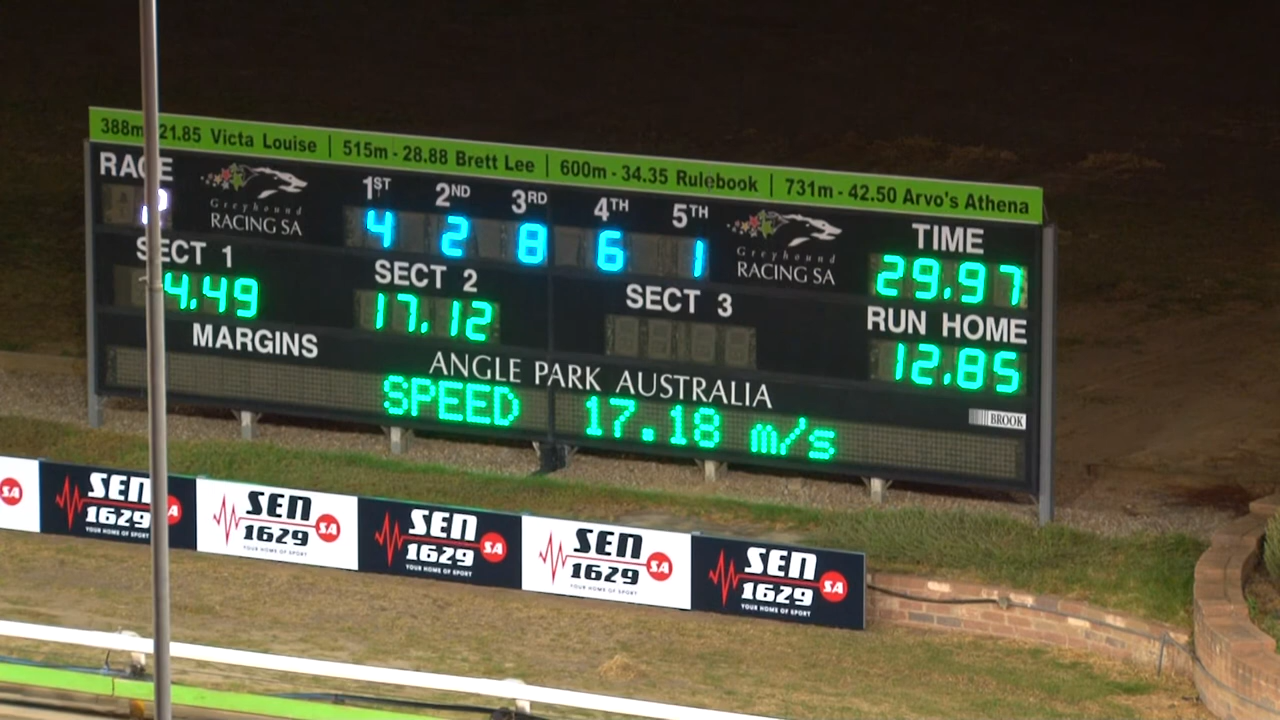 388m 21.85 Victa Louise | 515m - 28.88 Brett Lee | 600m - 34.35 Rulebook | 731m - 42.50 Arvo's Athena
RACE
Greyhound
RACING SA
1ST 2ND 3RD 4TH 5TH
4 2 8 6 1
Greyhound
RACING SA
TIME
29.97
SECT 1
4.49
SECT 2
17.12
SECT 3
RUN HOME
12.85
MARGINS
ANGLE PARK AUSTRALIA
SPEED 17.18 m/s
BROOK
SA
SEN
1629
SA
YOUR HOME OF SPORT
SEN
1629
SA
YOUR HOME OF SPORT
SEN
1629
SA
YOUR HOME OF SPORT
SEN
1629
SA
YOUR HOME OF SPORT
SEN
1629
SA
YOUR HOME OF SPORT